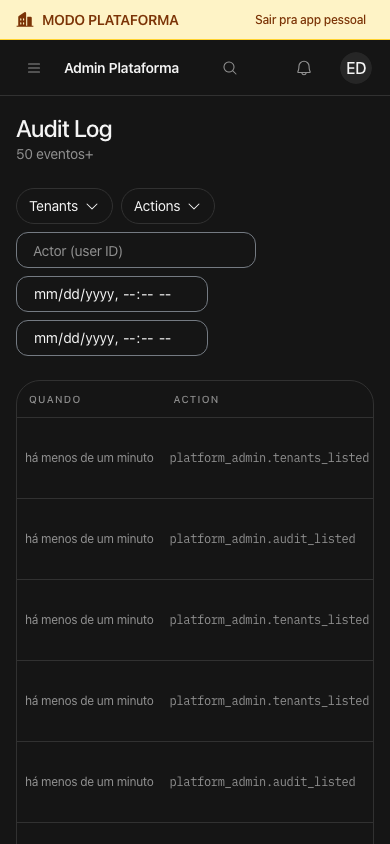 MODO PLATAFORMA
Sair pra app pessoal
Admin Plataforma
ED
Audit Log
50 eventos+
Tenants
Actions
Actor (user ID)
mm/dd/yyyy, --:-- --
mm/dd/yyyy, --:-- --
QUANDO ACTION
há menos de um minuto platform_admin.tenants_listed
há menos de um minuto platform_admin.audit_listed
há menos de um minuto platform_admin.tenants_listed
há menos de um minuto platform_admin.tenants_listed
há menos de um minuto platform_admin.audit_listed